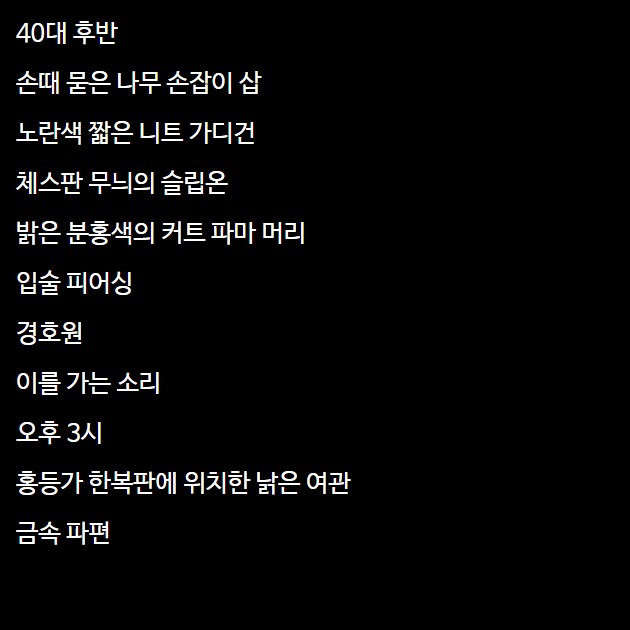 40대 후반
손때 묻은 나무 손잡이 삽
노란색 짧은 니트 가디건
체스판 무늬의 슬립온
밝은 분홍색의 커트 파마 머리
입술 피어싱
경호원
이를 가는 소리
오후 3시
홍등가 한복판에 위치한 낡은 여관
금속 파편